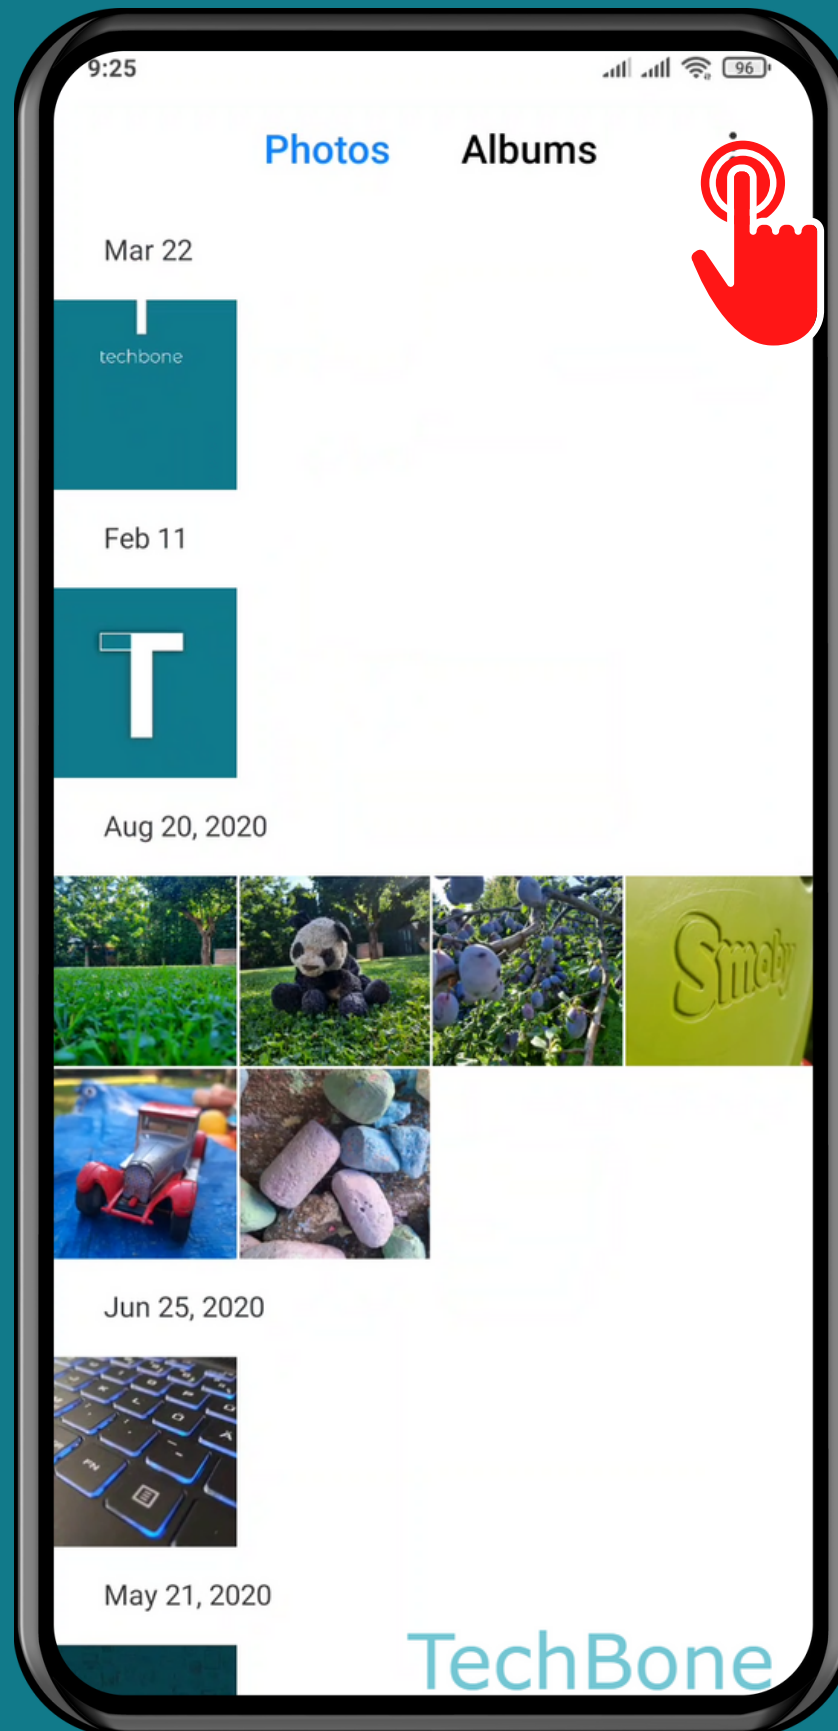 9:25
96
Photos
Albums
Mar 22
techbone
Feb 11
T
Aug 20, 2020
Smoby
Jun 25, 2020
FN
May 21, 2020
TechBone